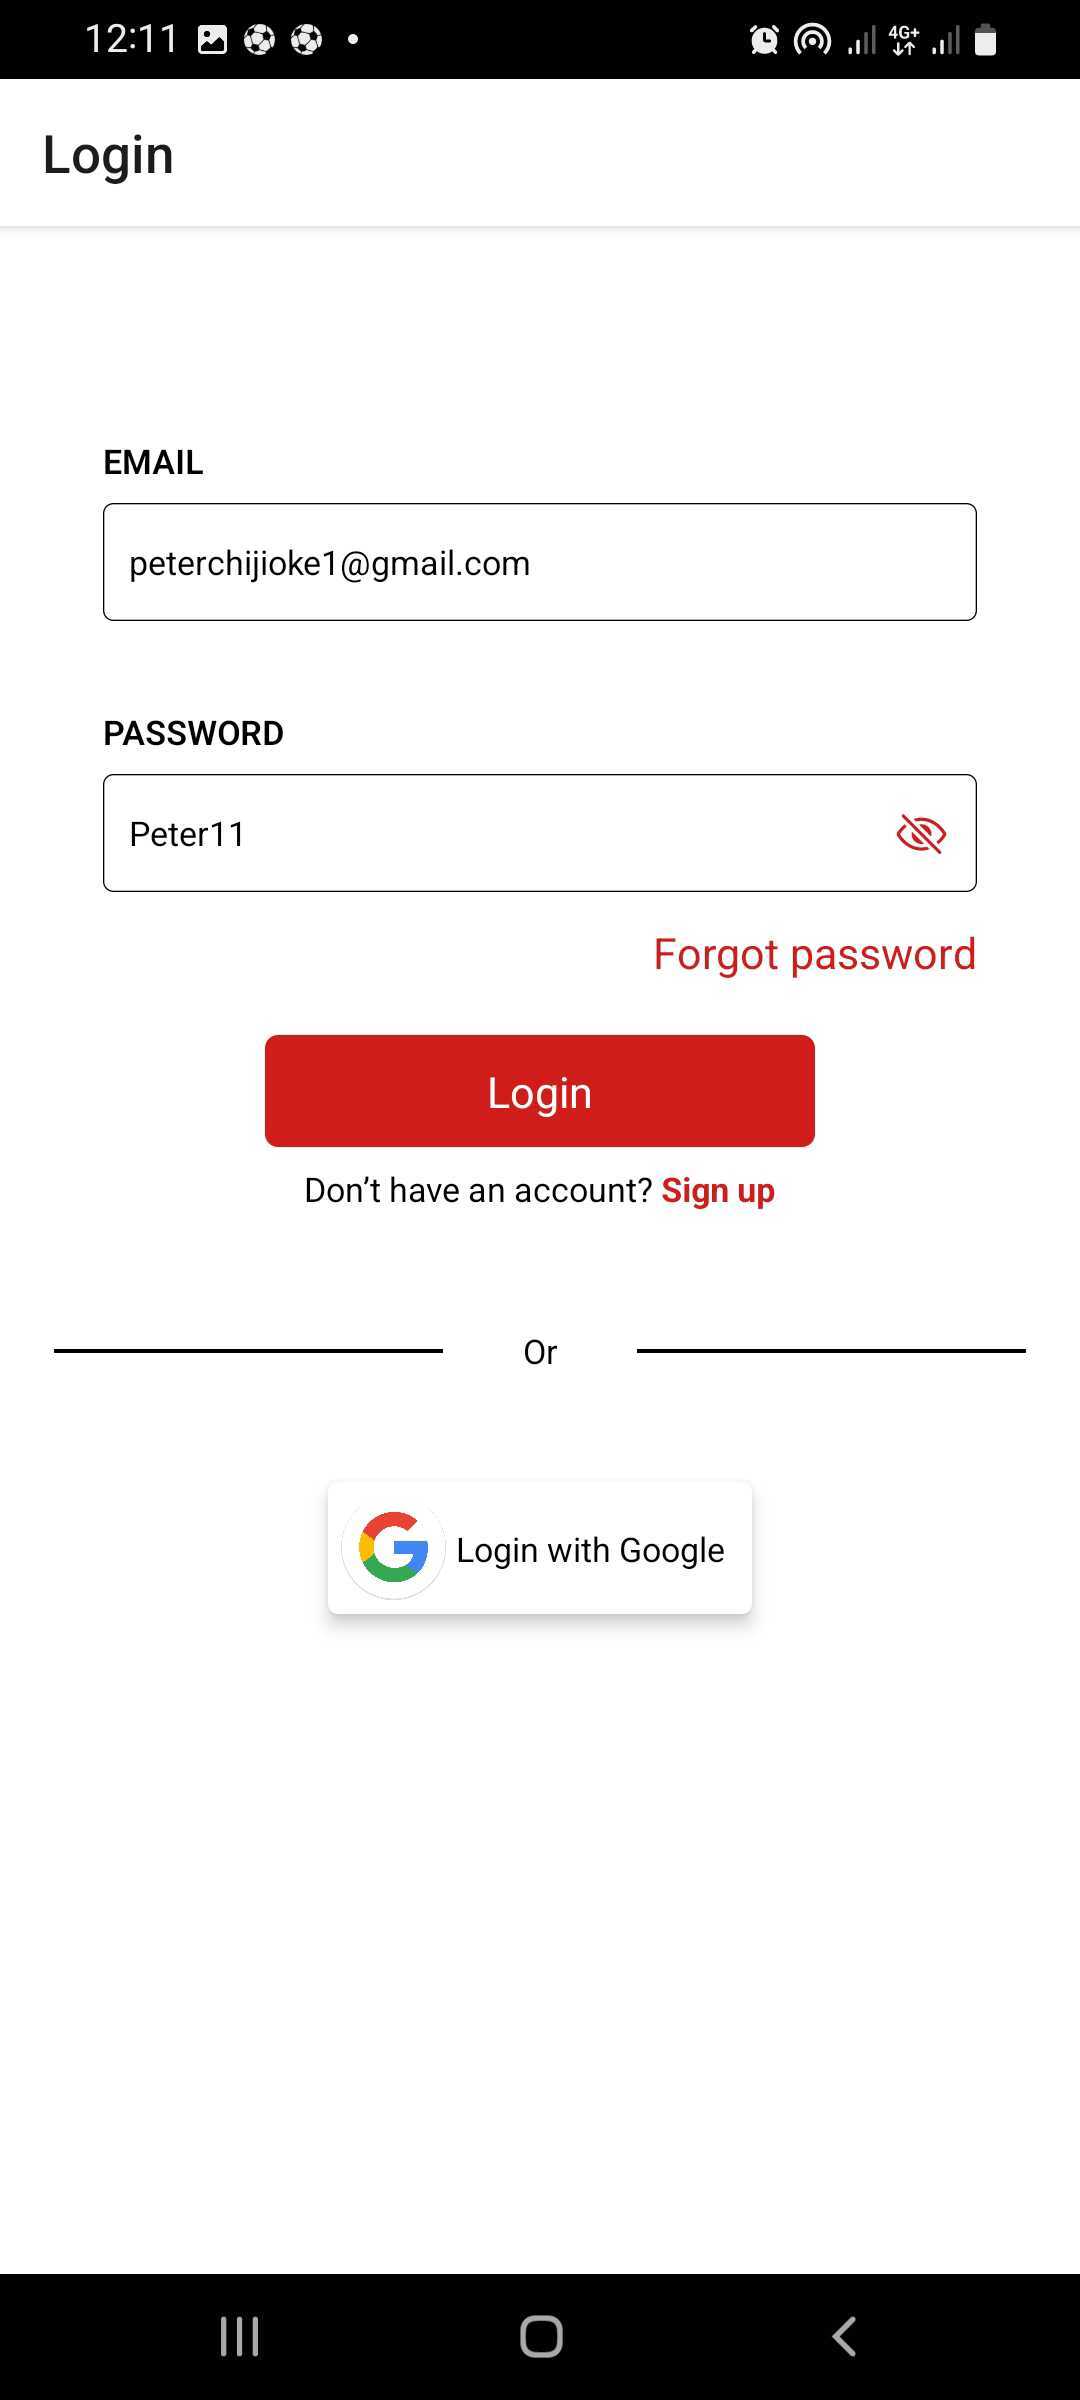 12:11
4G+
Login
EMAIL
peterchijioke1@gmail.com
PASSWORD
Peter11
Forgot password
Login
Don’t have an account? Sign up
Or
Login with Google